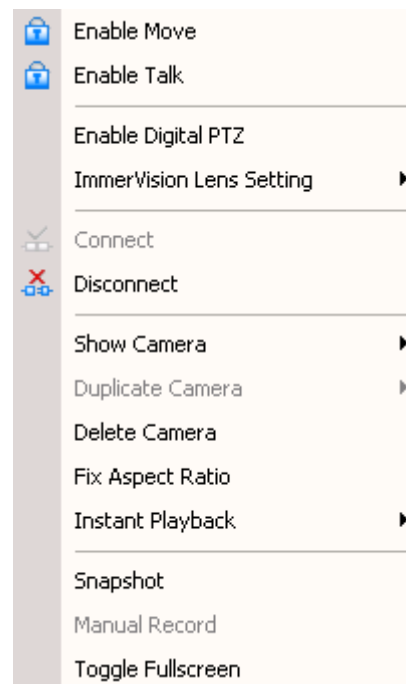 Enable Move
Enable Talk
Enable Digital PTZ
ImmerVision Lens Setting
Connect
Disconnect
Show Camera
Duplicate Camera
Delete Camera
Fix Aspect Ratio
Instant Playback
Snapshot
Manual Record
Toggle Fullscreen